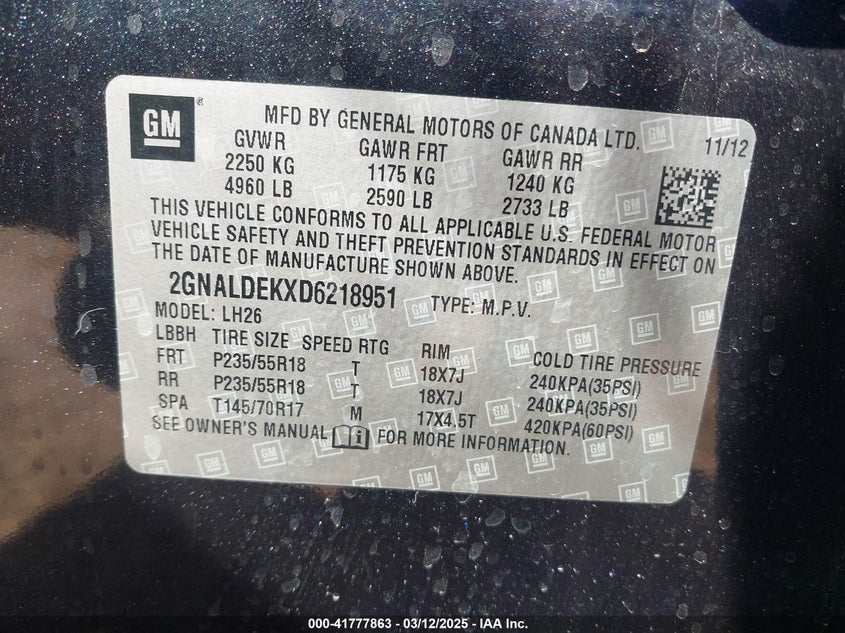 GM
MFD BY GENERAL MOTORS OF CANADA LTD. 11/12
GVWR GAWR FRT GAWR RR
2250 KG 1175 KG 1240 KG
4960 LB 2590 LB 2733 LB
THIS VEHICLE CONFORMS TO ALL APPLICABLE U.S. FEDERAL MOTOR
VEHICLE SAFETY AND THEFT PREVENTION STANDARDS IN EFFECT ON
THE DATE OF MANUFACTURE SHOWN ABOVE.
2GNALDEKXD6218951 TYPE: M.P.V.
MODEL: LH26
LBBH TIRE SIZE SPEED RTG RIM COLD TIRE PRESSURE
FRT P235/55R18 T 18X7J 240KPA(35PSI)
RR P235/55R18 T 18X7J 240KPA(35PSI)
SPA T145/70R17 M 17X4.5T 420KPA(60PSI)
SEE OWNER'S MANUAL FOR MORE INFORMATION.
000-41777863 - 03/12/2025 - IAA Inc.